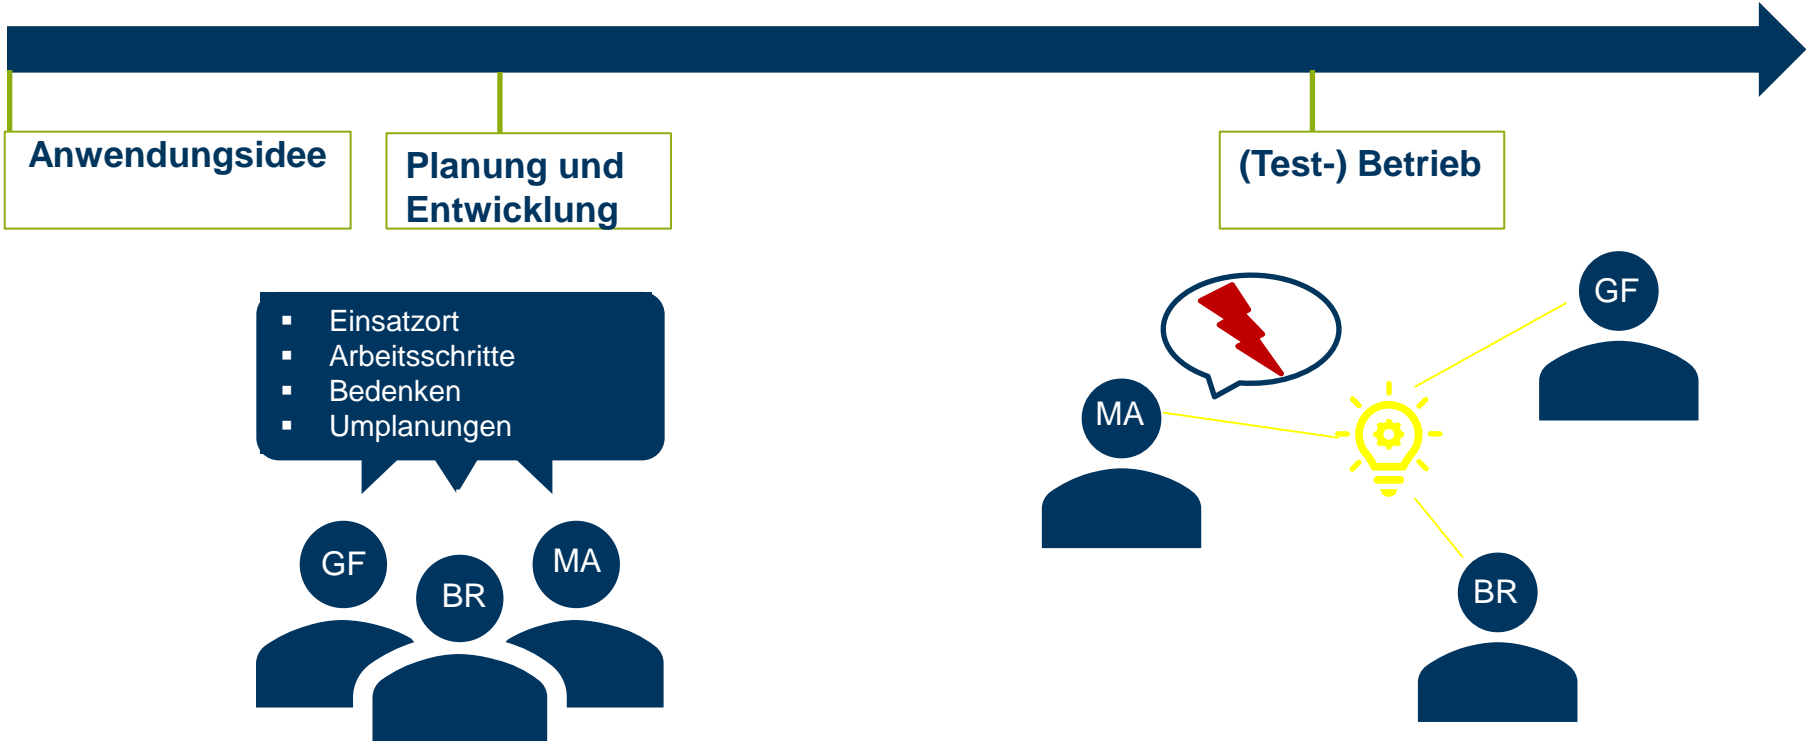 Anwendungsidee
Planung und
Entwicklung
(Test-) Betrieb
▪ Einsatzort
▪ Arbeitsschritte
▪ Bedenken
▪ Umplanungen
GF
BR
MA
MA
GF
BR